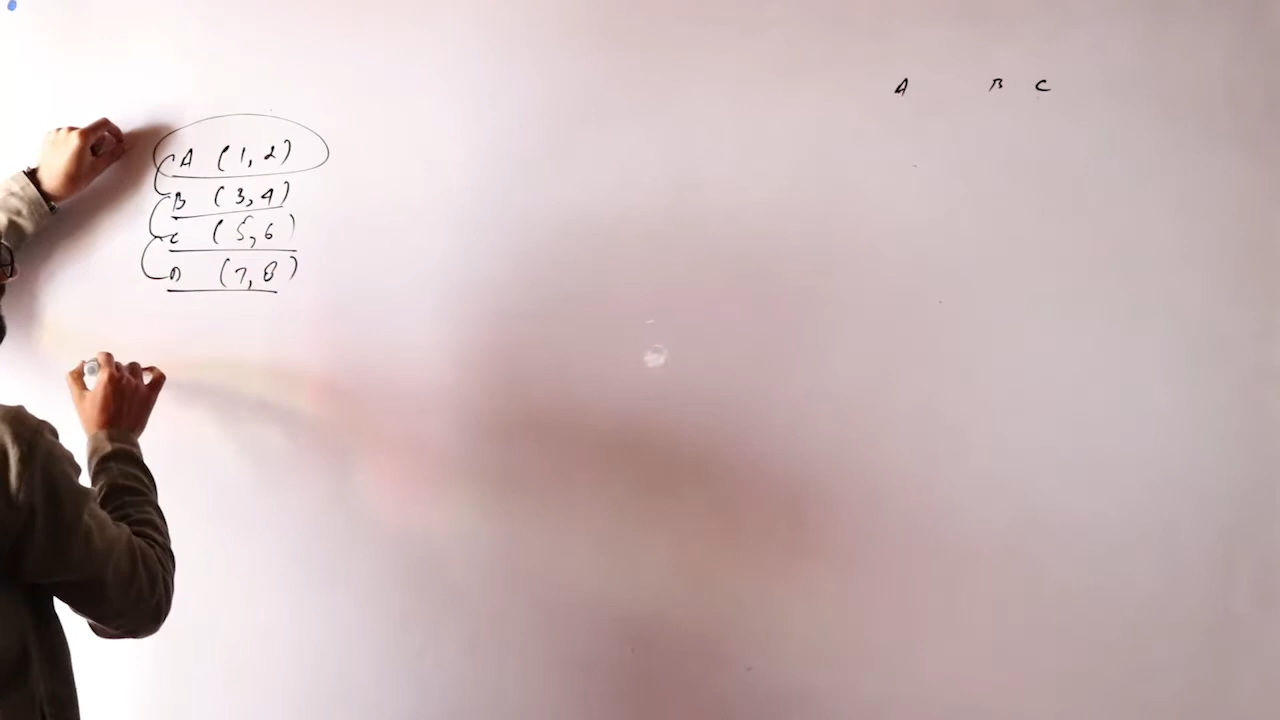 A B C
A (1,2)
B (3,4)
C (5,6)
D (7,8)